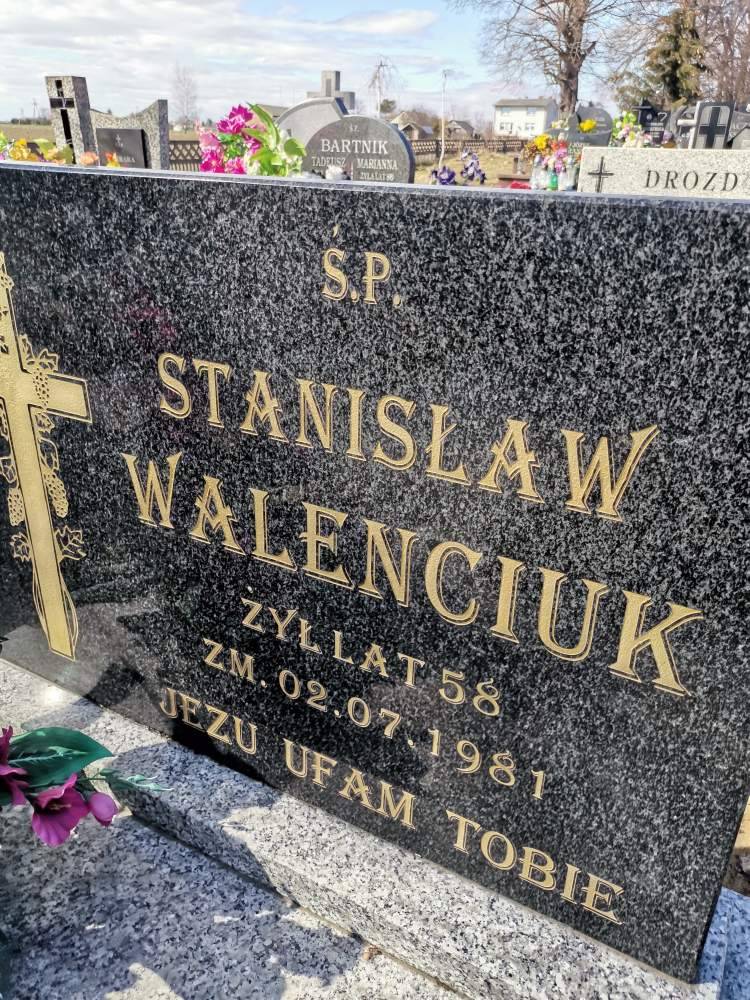 Ś.P.
BARTNIK
TADEUSZ MARIANNA
DROZD
Ś.P.
STANISŁAW
WALENCIUK
ŻYŁ LAT 58
ZM. 02.07.1981
JEZU UFAM TOBIE